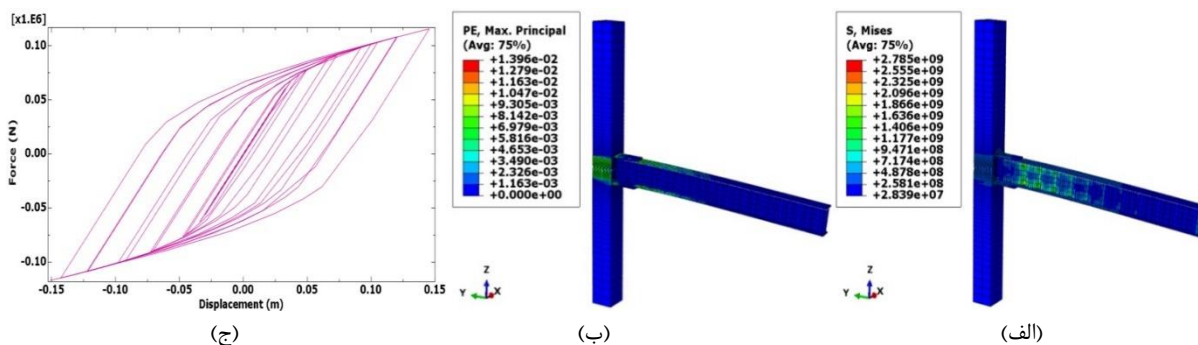 [x1.E6]
0.10
0.05
0.00
-0.05
-0.10
Force (N)
-0.15
-0.10
-0.05
0.00
0.05
0.10
0.15
Displacement (m)
(ج)
PE, Max. Principal
(Avg: 75%)
+1.396e-02
+1.279e-02
+1.163e-02
+1.047e-02
+9.305e-03
+8.142e-03
+6.979e-03
+5.816e-03
+4.653e-03
+3.490e-03
+2.326e-03
+1.163e-03
+0.000e+00
Z
Y
X
(ب)
S, Mises
(Avg: 75%)
+2.785e+09
+2.555e+09
+2.325e+09
+2.096e+09
+1.866e+09
+1.636e+09
+1.406e+09
+1.177e+09
+9.471e+08
+7.174e+08
+4.878e+08
+2.581e+08
+2.839e+07
Z
Y
X
(الف)